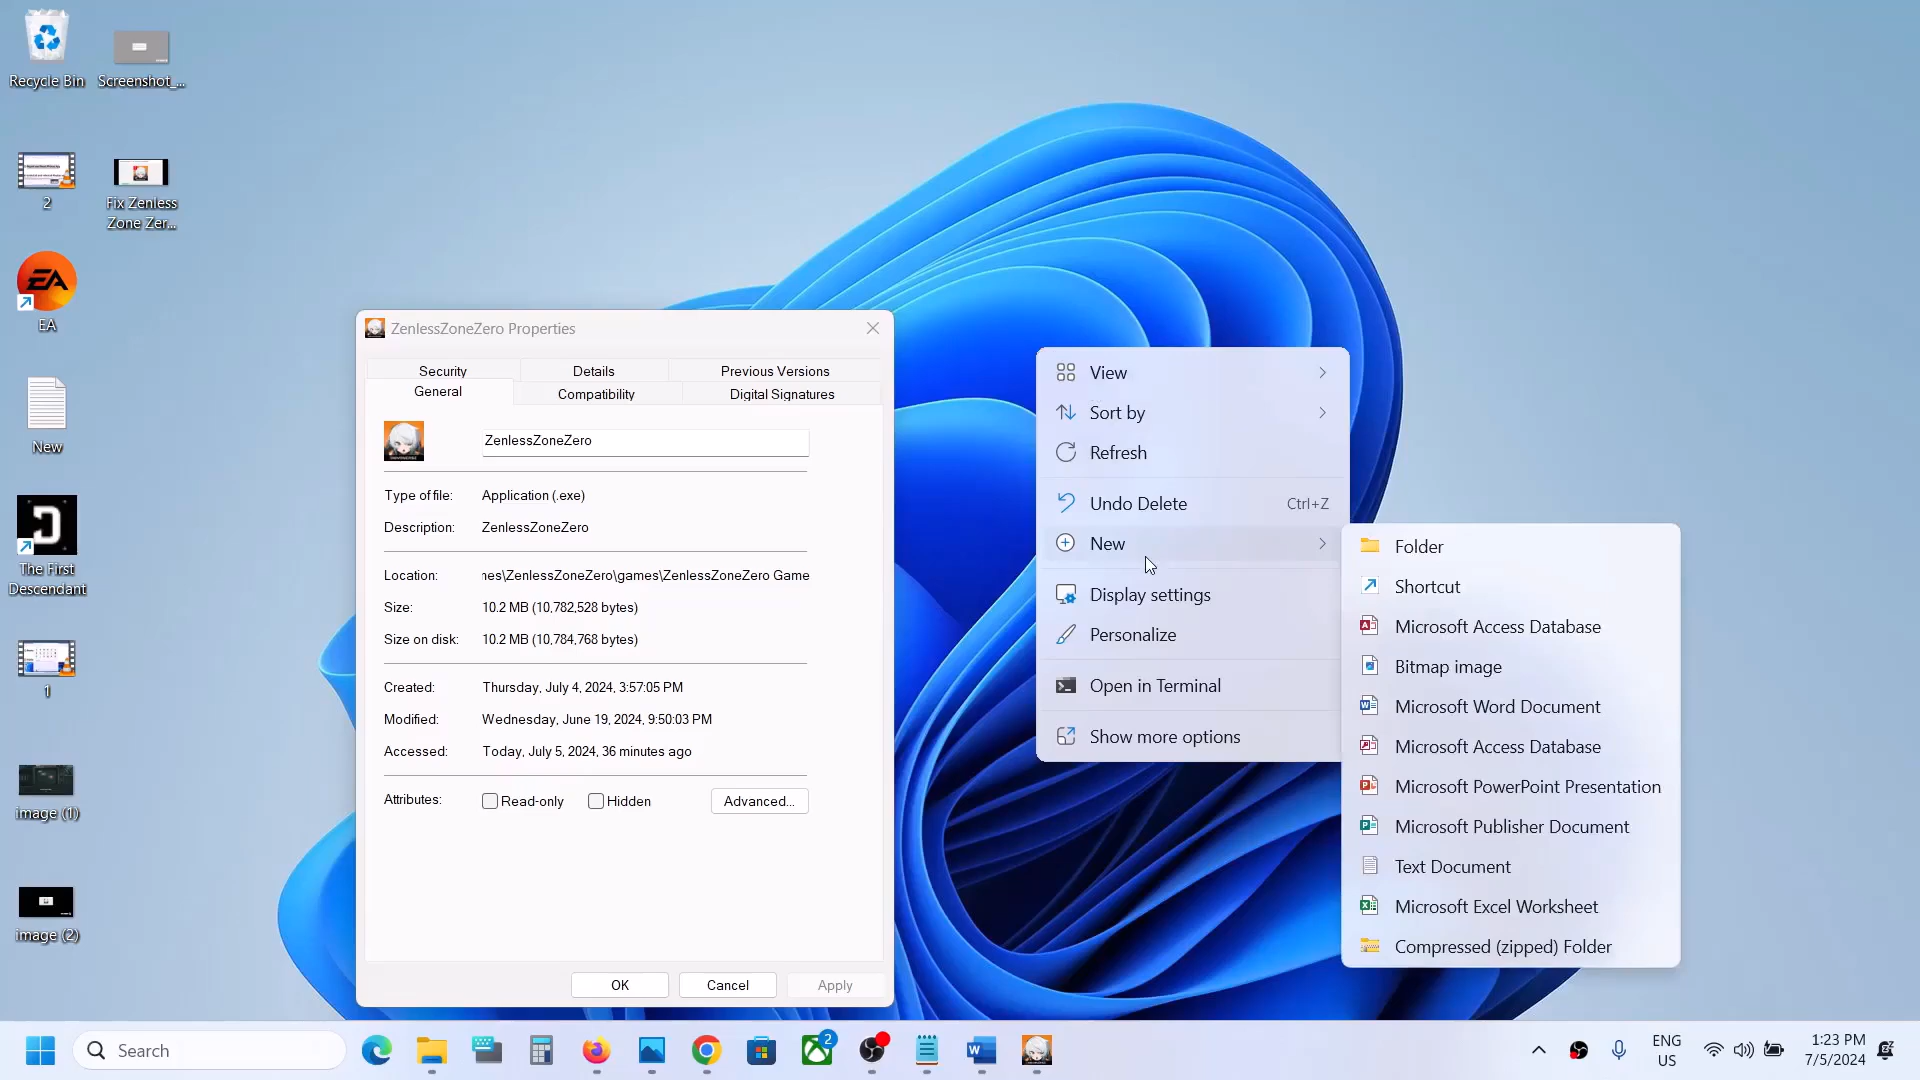 Recycle Bin
Screenshot_...
2
Fix Zenless
Zone Zer...
EA
EA
New
The First
Descendant
1
image (1)
image (2)
ZenlessZoneZero Properties
Security
Details
Previous Versions
General
Compatibility
Digital Signatures
ZenlessZoneZero
Type of file: Application (.exe)
Description: ZenlessZoneZero
Location: nes\ZenlessZoneZero\games\ZenlessZoneZero Game
Size: 10.2 MB (10,782,528 bytes)
Size on disk: 10.2 MB (10,784,768 bytes)
Created: Thursday, July 4, 2024, 3:57:05 PM
Modified: Wednesday, June 19, 2024, 9:50:03 PM
Accessed: Today, July 5, 2024, 36 minutes ago
Attributes: Read-only Hidden Advanced...
OK
Cancel
Apply
View
Sort by
Refresh
Undo Delete Ctrl+Z
New
Display settings
Personalize
Open in Terminal
Show more options
Folder
Shortcut
Microsoft Access Database
Bitmap image
Microsoft Word Document
Microsoft Access Database
Microsoft PowerPoint Presentation
Microsoft Publisher Document
Text Document
Microsoft Excel Worksheet
Compressed (zipped) Folder
Search
2
ENG
US
1:23 PM
7/5/2024